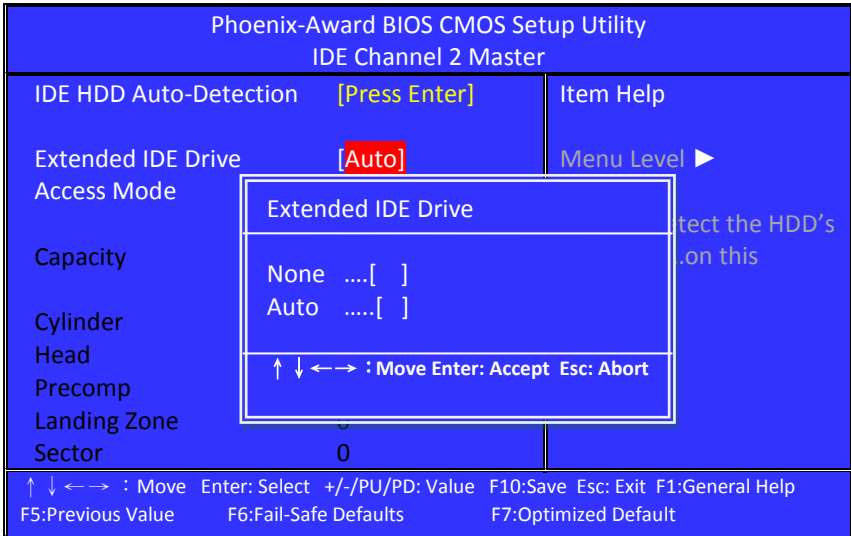 Phoenix-Award BIOS CMOS Setup Utility
IDE Channel 2 Master
IDE HDD Auto-Detection [Press Enter]
Item Help
Extended IDE Drive [Auto]
Menu Level ►
Access Mode
Extended IDE Drive
tect the HDD's
Capacity
..on this
None ....[ ]
Auto .....[ ]
Cylinder
Head
↑ ↓ ← → : Move Enter: Accept Esc: Abort
Precomp
Landing Zone
Sector 0
↑ ↓ ← → : Move Enter: Select +/-/PU/PD: Value F10:Save Esc: Exit F1:General Help
F5:Previous Value F6:Fail-Safe Defaults F7:Optimized Default